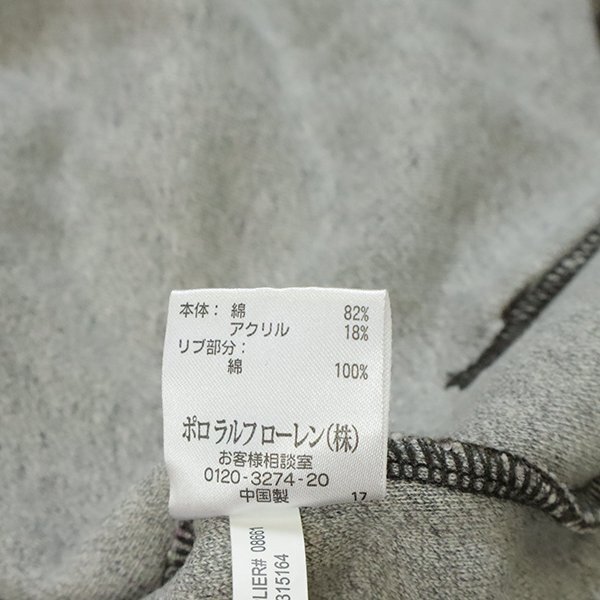 本体： 綿 82%
アクリル 18%
リブ部分：
綿 100%
ポロ ラルフ ローレン(株)
お客様相談室
0120-3274-20
中国製 17
LIER# 08661
315164